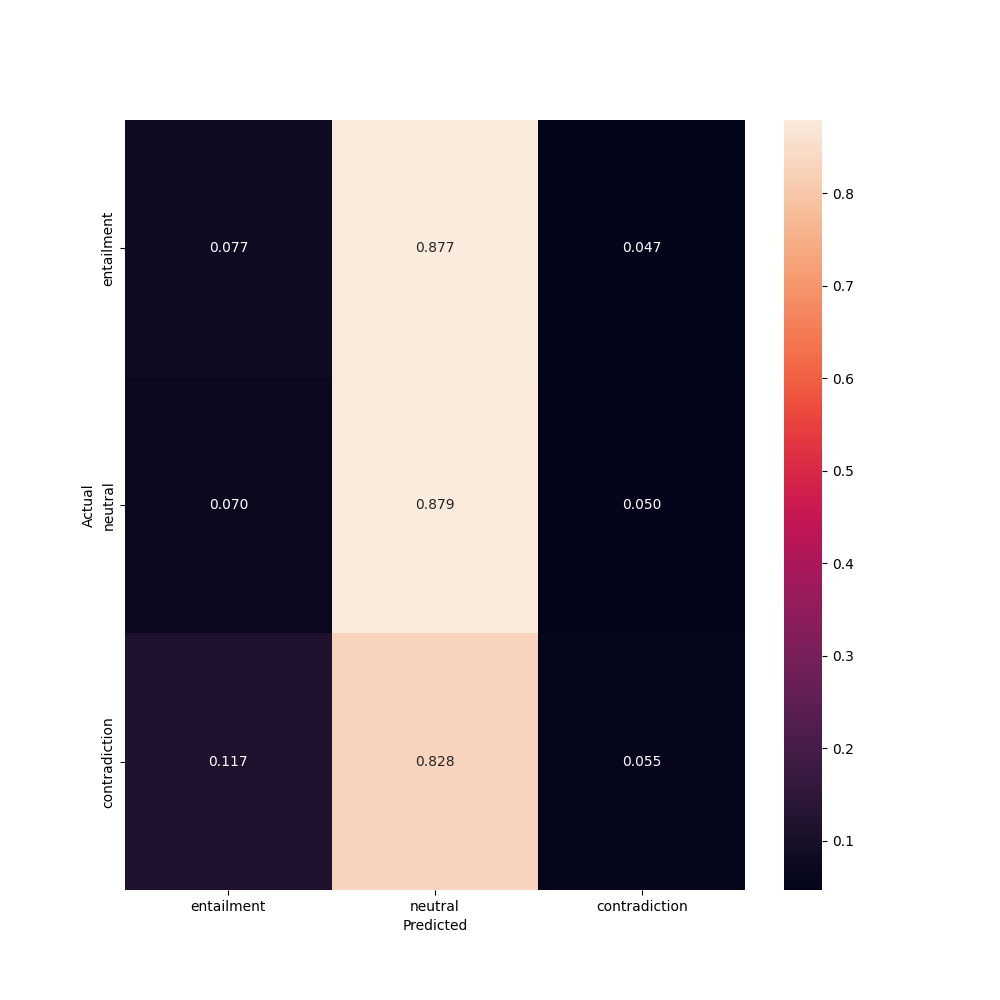 entailment
0.077 0.877 0.047
Actual
neutral
0.070 0.879 0.050
contradiction
0.117 0.828 0.055
entailment neutral contradiction
Predicted
0.8
0.7
0.6
0.5
0.4
0.3
0.2
0.1